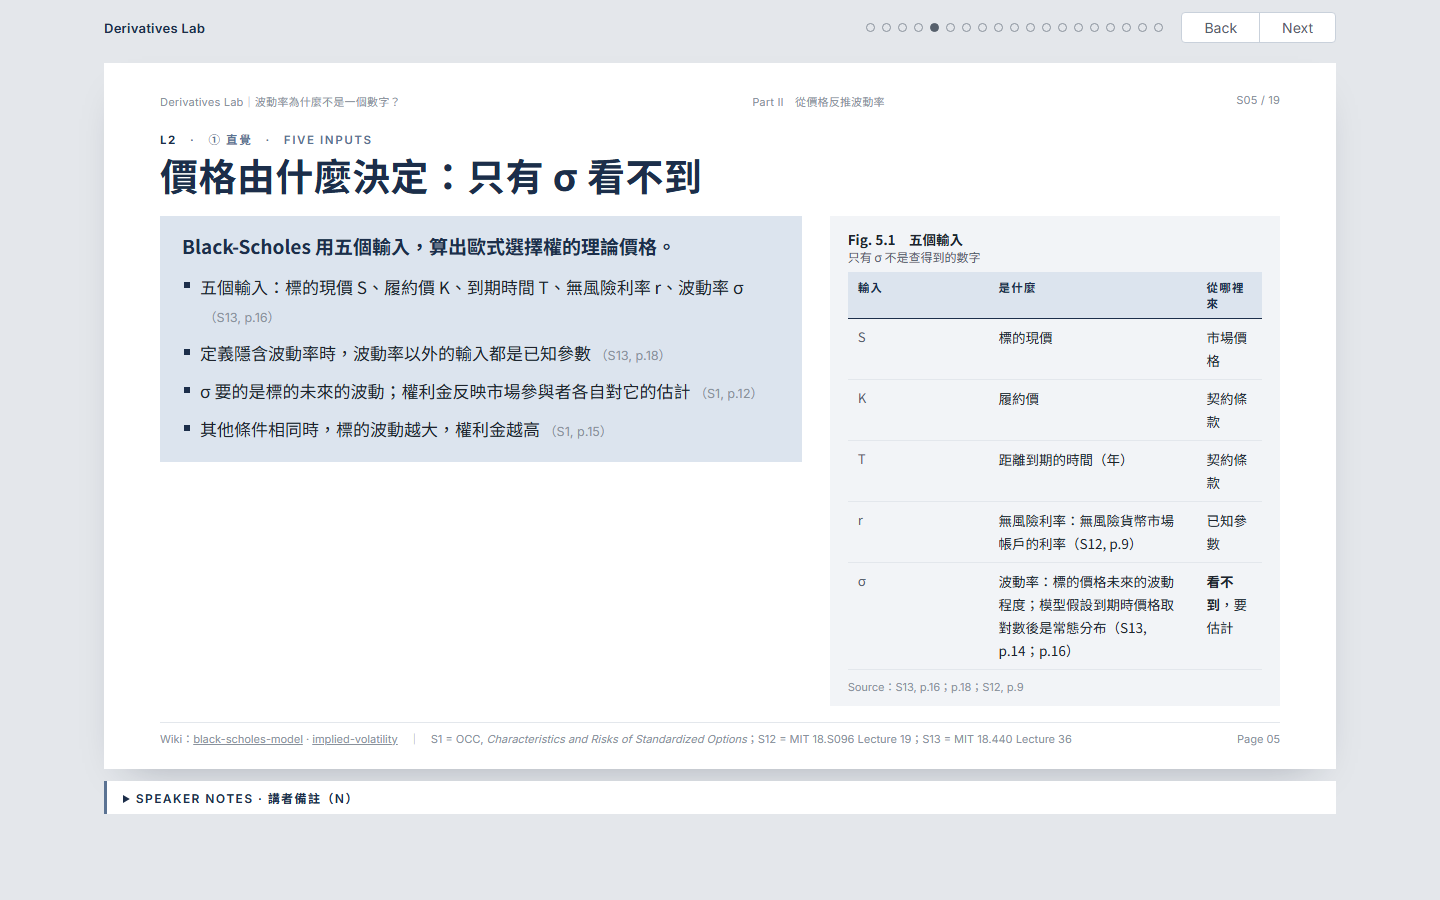 Derivatives Lab
Back
Next
Derivatives Lab | 波動率為什麼不是一個數字？
Part II　從價格反推波動率
S05 / 19
L2 · ① 直覺 · FIVE INPUTS
價格由什麼決定：只有 σ 看不到
Black-Scholes 用五個輸入，算出歐式選擇權的理論價格。
五個輸入：標的現價 S、履約價 K、到期時間 T、無風險利率 r、波動率 σ
（S13, p.16）
定義隱含波動率時，波動率以外的輸入都是已知參數（S13, p.18）
σ 要的是標的未來的波動；權利金反映市場參與者各自對它的估計（S1, p.12）
其他條件相同時，標的波動越大，權利金越高（S1, p.15）
Fig. 5.1　五個輸入
只有 σ 不是查得到的數字
輸入
是什麼
從哪裡
來
S
標的現價
市場價
格
K
履約價
契約條
款
T
距離到期的時間（年）
契約條
款
r
無風險利率：無風險貨幣市場
帳戶的利率（S12, p.9）
已知參
數
σ
波動率：標的價格未來的波動
程度；模型假設到期時價格取
對數後是常態分布（S13,
p.14；p.16）
看不
到，要
估計
Source：S13, p.16；p.18；S12, p.9
Wiki：black-scholes-model · implied-volatility | S1 = OCC, Characteristics and Risks of Standardized Options；S12 = MIT 18.S096 Lecture 19；S13 = MIT 18.440 Lecture 36
Page 05
▶ SPEAKER NOTES · 講者備註（N）